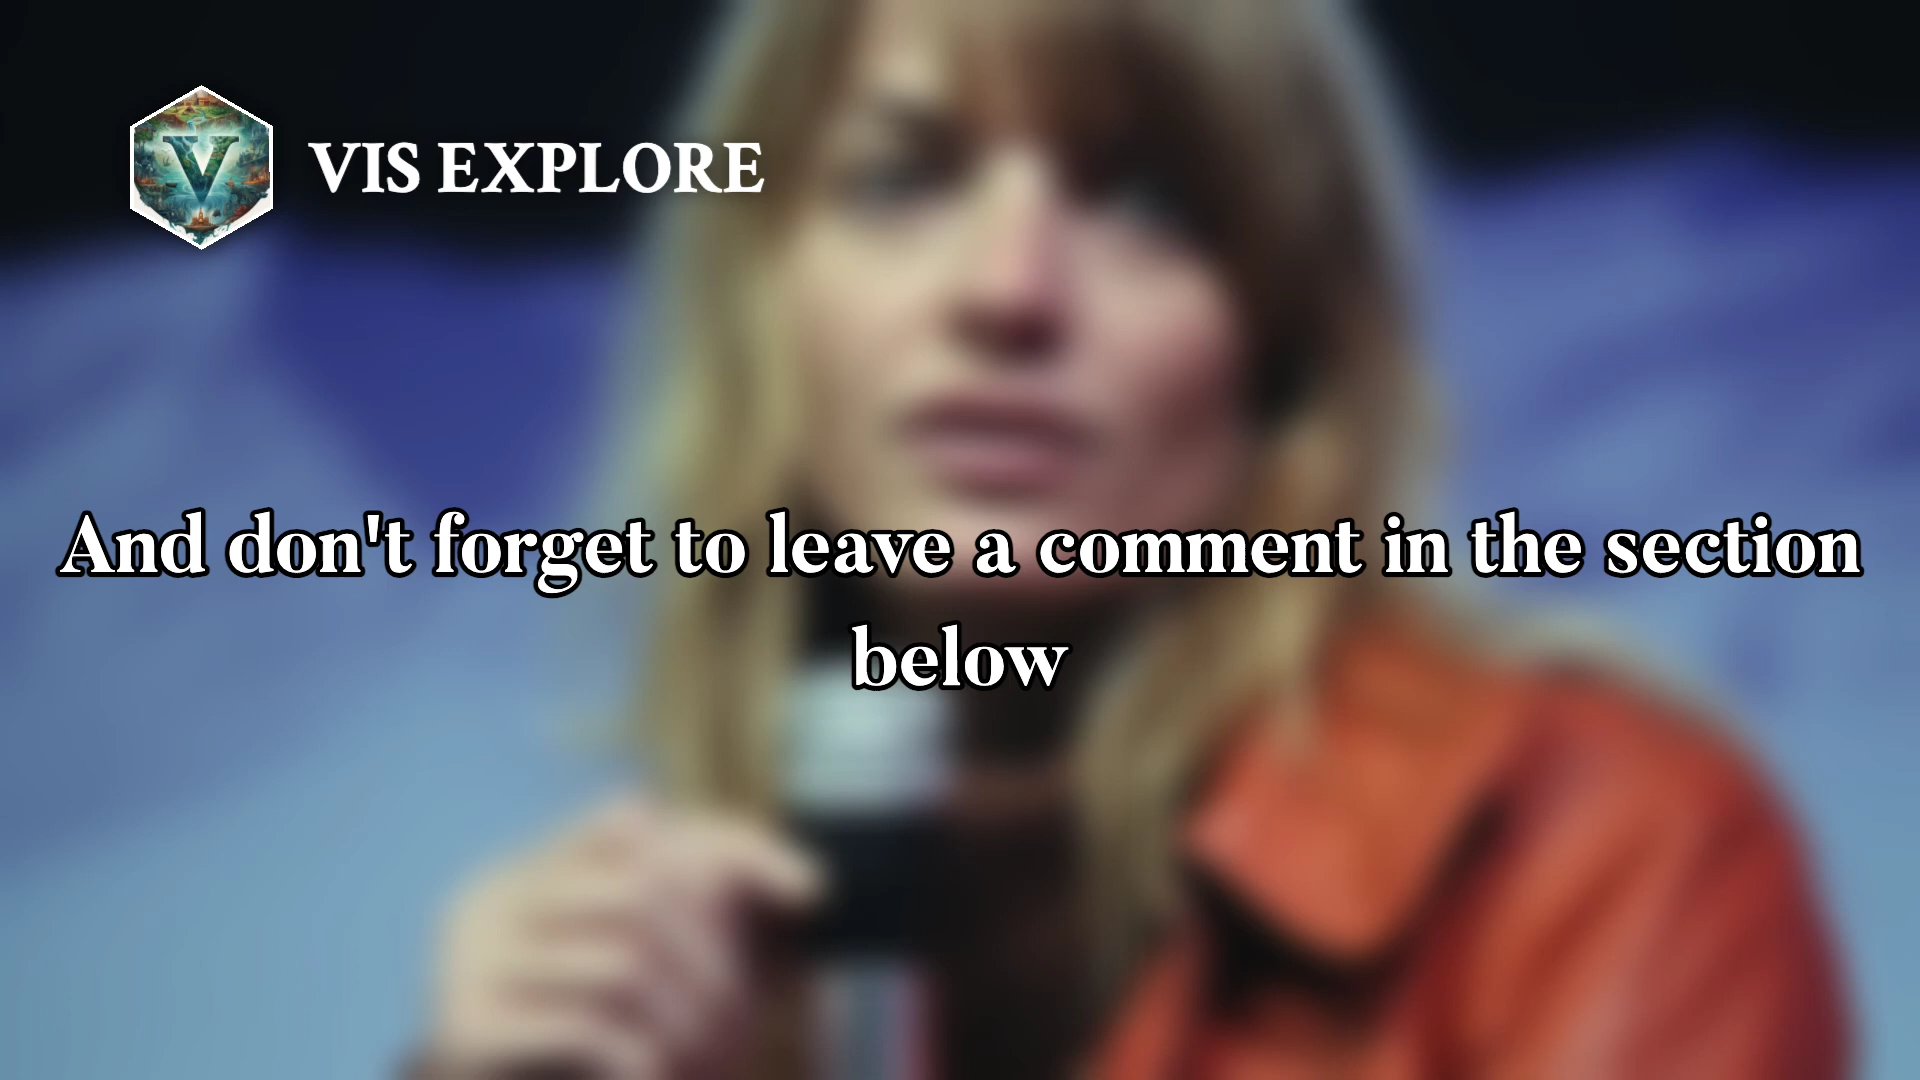 V
VIS EXPLORE
And don't forget to leave a comment in the section
below